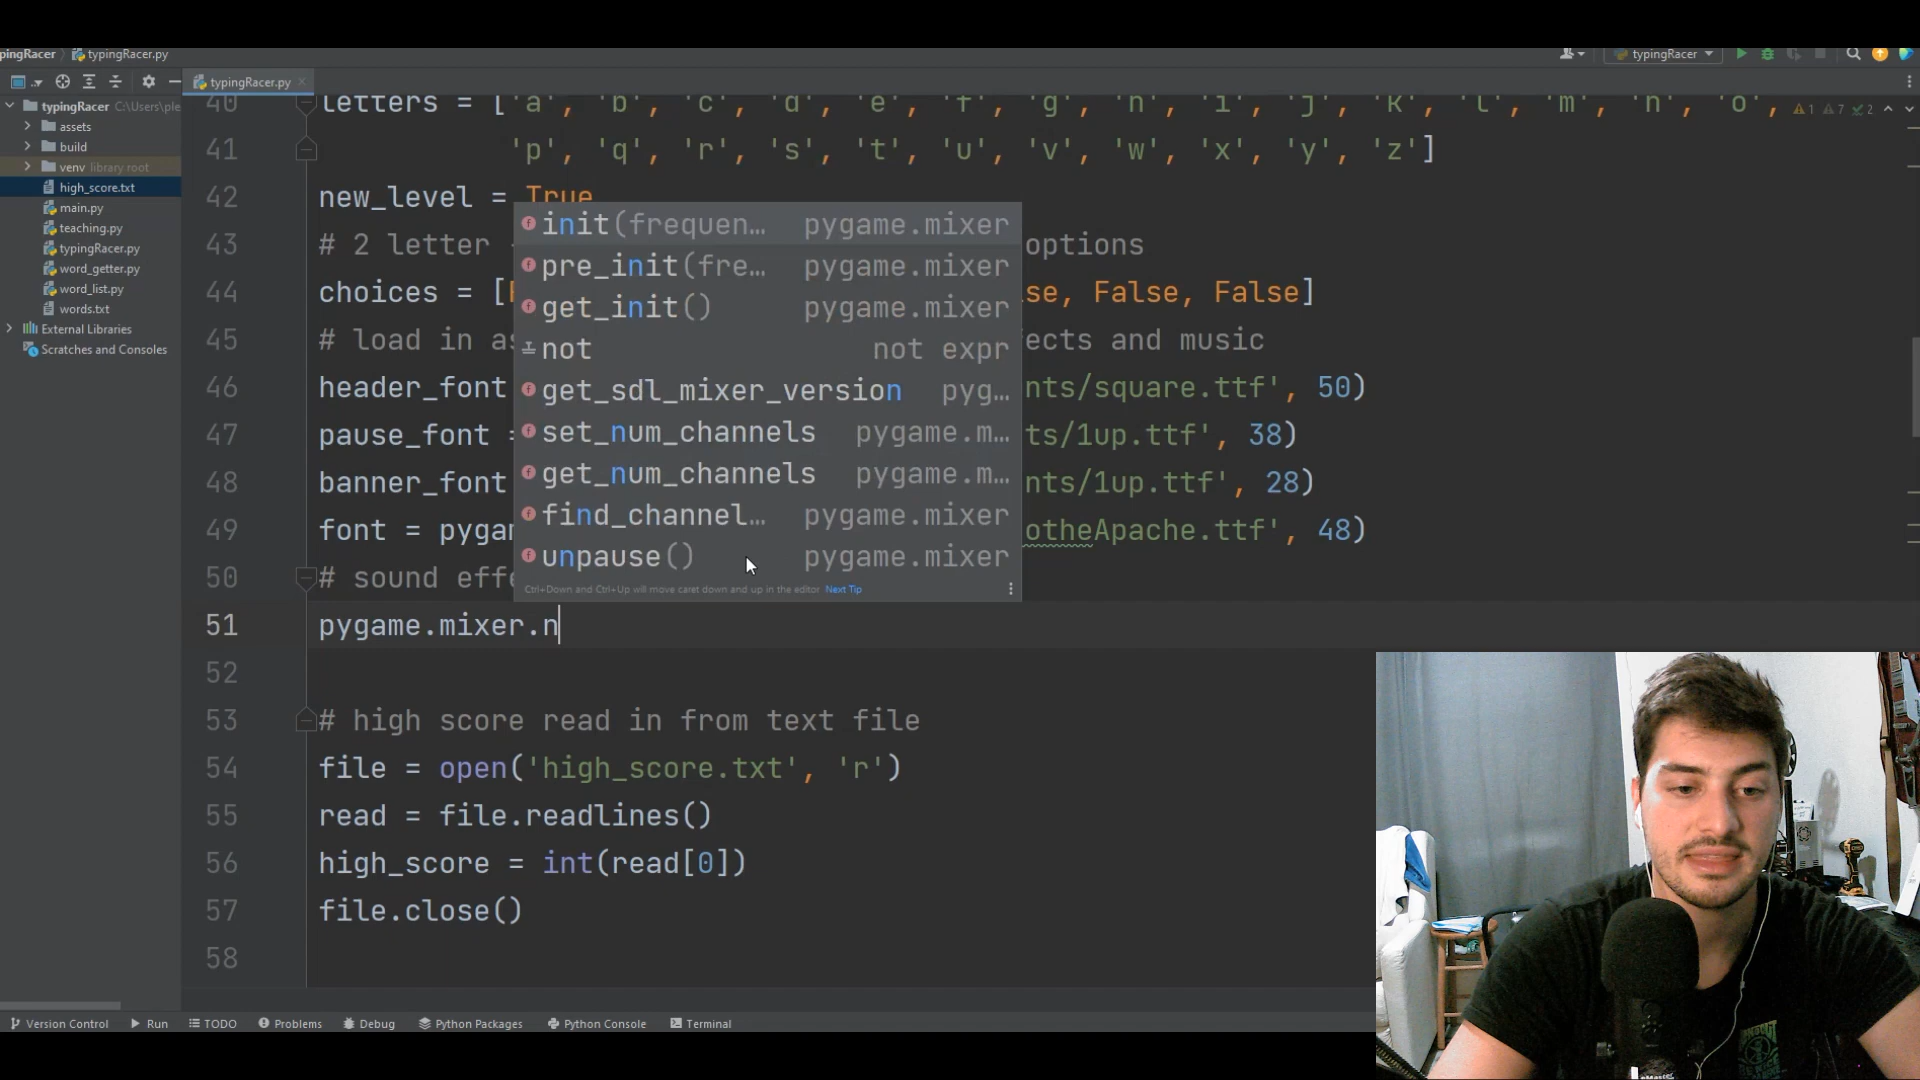 pingRacer typingRacer.py
typingRacer
typingRacer.py
typingRacer C:\Users\ple
assets
build
venv library root
high_score.txt
main.py
teaching.py
typingRacer.py
word_getter.py
word_list.py
words.txt
External Libraries
Scratches and Consoles
1 7 2
40 letters = ['a', 'b', 'c', 'd', 'e', 'f', 'g', 'h', 'i', 'j', 'k', 'l', 'm', 'n', 'o',
41 'p', 'q', 'r', 's', 't', 'u', 'v', 'w', 'x', 'y', 'z']
42 new_level = True
43 # 2 letter options
44 choices = [ se, False, False]
45 # load in as fects and music
46 header_font nts/square.ttf', 50)
47 pause_font = ts/1up.ttf', 38)
48 banner_font nts/1up.ttf', 28)
49 font = pygam otheApache.ttf', 48)
50 # sound effe
51 pygame.mixer.n
52
53 # high score read in from text file
54 file = open('high_score.txt', 'r')
55 read = file.readlines()
56 high_score = int(read[0])
57 file.close()
58
init(frequen… pygame.mixer
pre_init(fre… pygame.mixer
get_init() pygame.mixer
not not expr
get_sdl_mixer_version pyg…
set_num_channels pygame.m…
get_num_channels pygame.m…
find_channel… pygame.mixer
unpause() pygame.mixer
Ctrl+Down and Ctrl+Up will move caret down and up in the editor Next Tip
Version Control Run TODO Problems Debug Python Packages Python Console Terminal